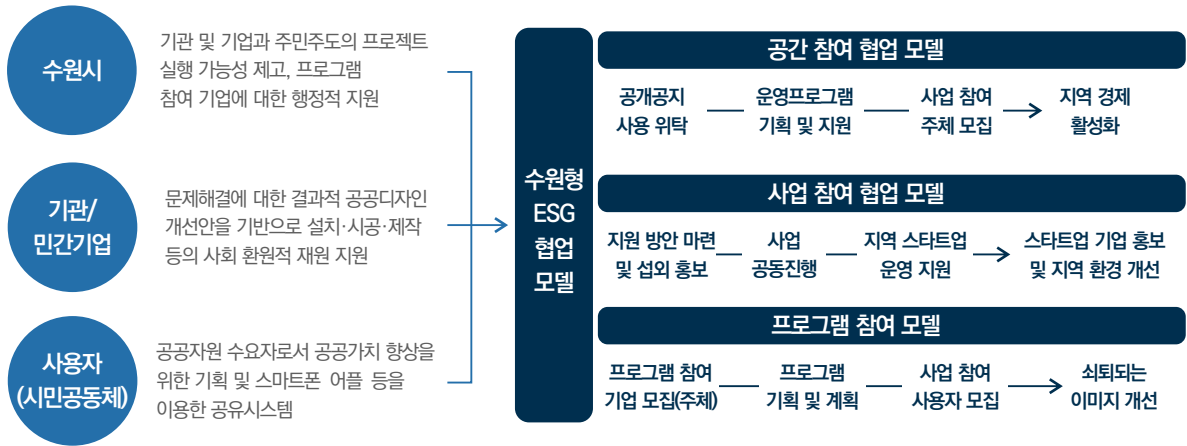 수원시
기관 및 기업과 주민주도의 프로젝트
실행 가능성 제고, 프로그램
참여 기업에 대한 행정적 지원
기관/
민간기업
문제해결에 대한 결과적 공공디자인
개선안을 기반으로 설치·시공·제작
등의 사회 환원적 재원 지원
사용자
(시민공동체)
공공자원 수요자로서 공공가치 향상을
위한 기획 및 스마트폰 어플 등을
이용한 공유시스템
수원형
ESG
협업
모델
공간 참여 협업 모델
공개공지
사용 위탁
운영프로그램
기획 및 지원
사업 참여
주체 모집
지역 경제
활성화
사업 참여 협업 모델
지원 방안 마련
및 섭외 홍보
사업
공동진행
지역 스타트업
운영 지원
스타트업 기업 홍보
및 지역 환경 개선
프로그램 참여 모델
프로그램 참여
기업 모집(주체)
프로그램
기획 및 계획
사업 참여
사용자 모집
쇠퇴되는
이미지 개선